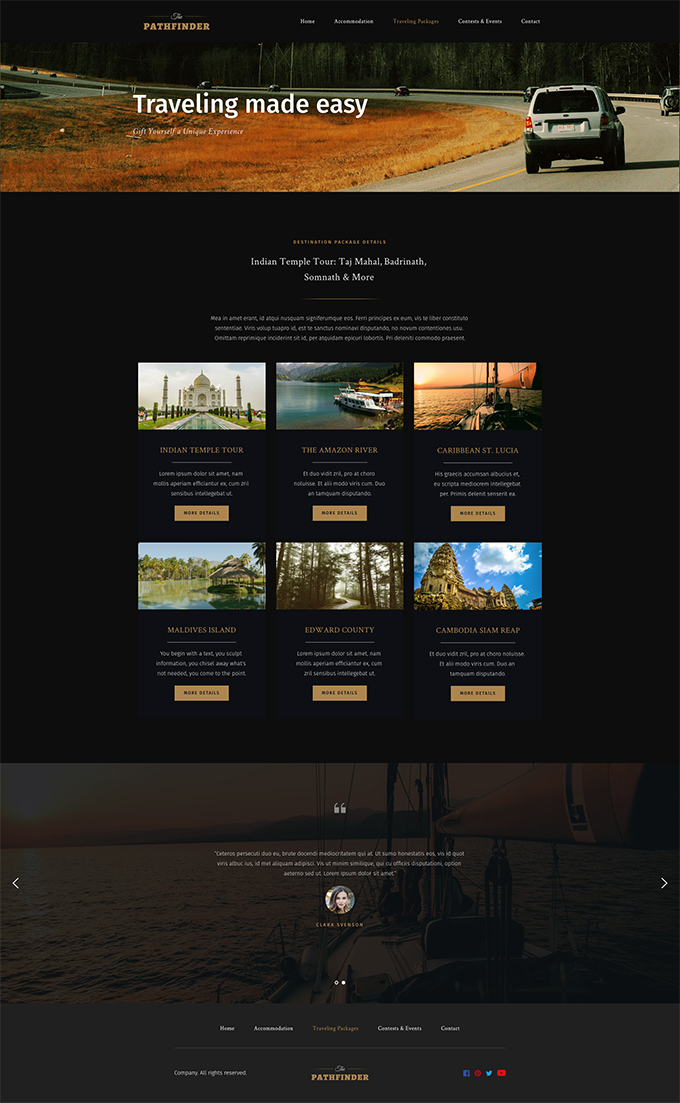 The
PATHFINDER
Home Accommodation Traveling Packages Contests & Events Contact
Traveling made easy
Gift Yourself a Unique Experience
DESTINATION PACKAGE DETAILS
Indian Temple Tour: Taj Mahal, Badrinath,
Somnath & More
Mea in amet erant, id atqui nusquam signiferumque eos. Ferri principes ex eum, vis te liber constituto
sententiae. Viris volup tuapro id, est te sanctus nominavi disputando, no novum contentiones usu.
Omittam reprimique inciderint sit id, per atquidam epicuri lobortis. Pri deleniti commodo praesent.
INDIAN TEMPLE TOUR
Lorem ipsum dolor sit amet, nam
mollis aperiam efficiantur ex, cum zril
sensibus intellegebat ut.
MORE DETAILS
THE AMAZON RIVER
Et duo vidit zril, pro at choro
noluisse. Et alii modo viris cum. Duo
an tamquam disputando.
MORE DETAILS
CARIBBEAN ST. LUCIA
His graecis accumsan albucius et,
eu scripta mediocrem intellegebat
per. Primis delenit senserit ea.
MORE DETAILS
MALDIVES ISLAND
You begin with a text, you sculpt
information, you chisel away what's
not needed, you come to the point.
MORE DETAILS
EDWARD COUNTY
Lorem ipsum dolor sit amet, nam
mollis aperiam efficiantur ex, cum
zril sensibus intellegebat ut.
MORE DETAILS
CAMBODIA SIAM REAP
Et duo vidit zril, pro at choro noluisse.
Et alii modo viris cum. Duo an
tamquam disputando.
MORE DETAILS
"Ceteros persecuti duo eu, brute docendi mediocritatem qui at. Ut sumo honestatis eos, vis id quot
viris albuc ius, id mel aliquam adipisci. Vis ut minim similique, qui cu officiis disputationi, option
aeterno sed ut. Lorem ipsum dolor sit amet."
CLARA SVENSON
Home Accommodation Traveling Packages Contests & Events Contact
Company. All rights reserved.
The
PATHFINDER